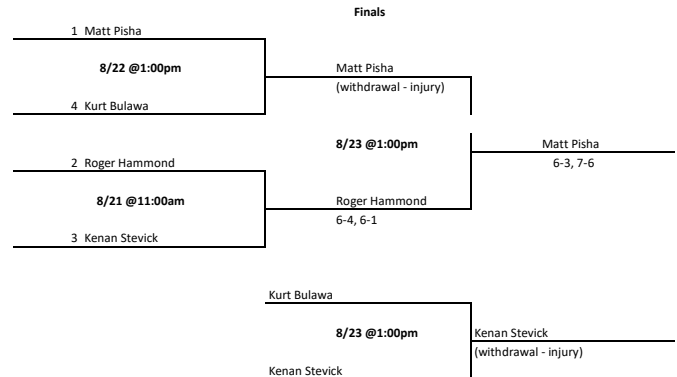 Finals
1 Matt Pisha
8/22 @1:00pm
Matt Pisha
(withdrawal - injury)
4 Kurt Bulawa
8/23 @1:00pm
Matt Pisha
6-3, 7-6
2 Roger Hammond
8/21 @11:00am
Roger Hammond
6-4, 6-1
3 Kenan Stevick
Kurt Bulawa
8/23 @1:00pm
Kenan Stevick
(withdrawal - injury)
Kenan Stevick